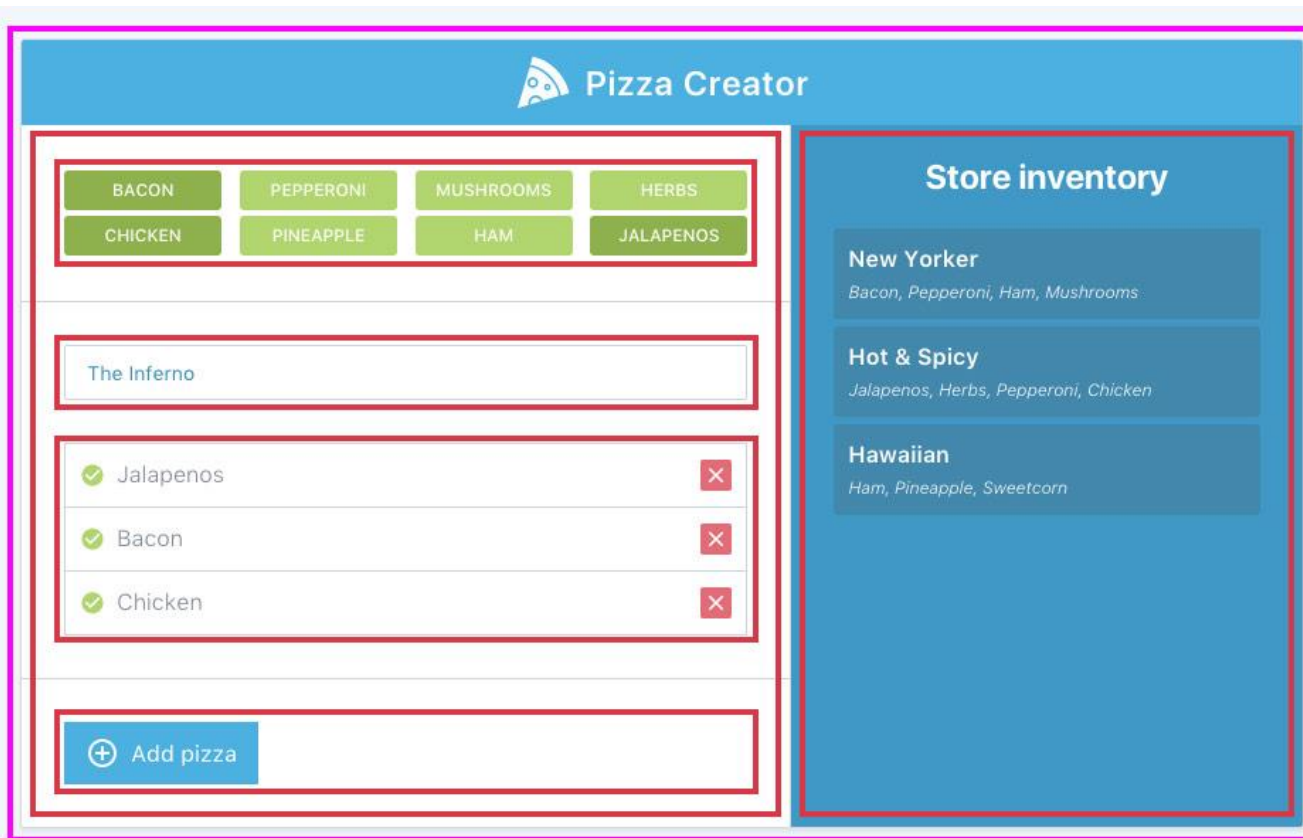 Pizza Creator
BACON PEPPERONI MUSHROOMS HERBS
CHICKEN PINEAPPLE HAM JALAPENOS
The Inferno
Jalapenos
Bacon
Chicken
Add pizza
Store inventory
New Yorker
Bacon, Pepperoni, Ham, Mushrooms
Hot & Spicy
Jalapenos, Herbs, Pepperoni, Chicken
Hawaiian
Ham, Pineapple, Sweetcorn